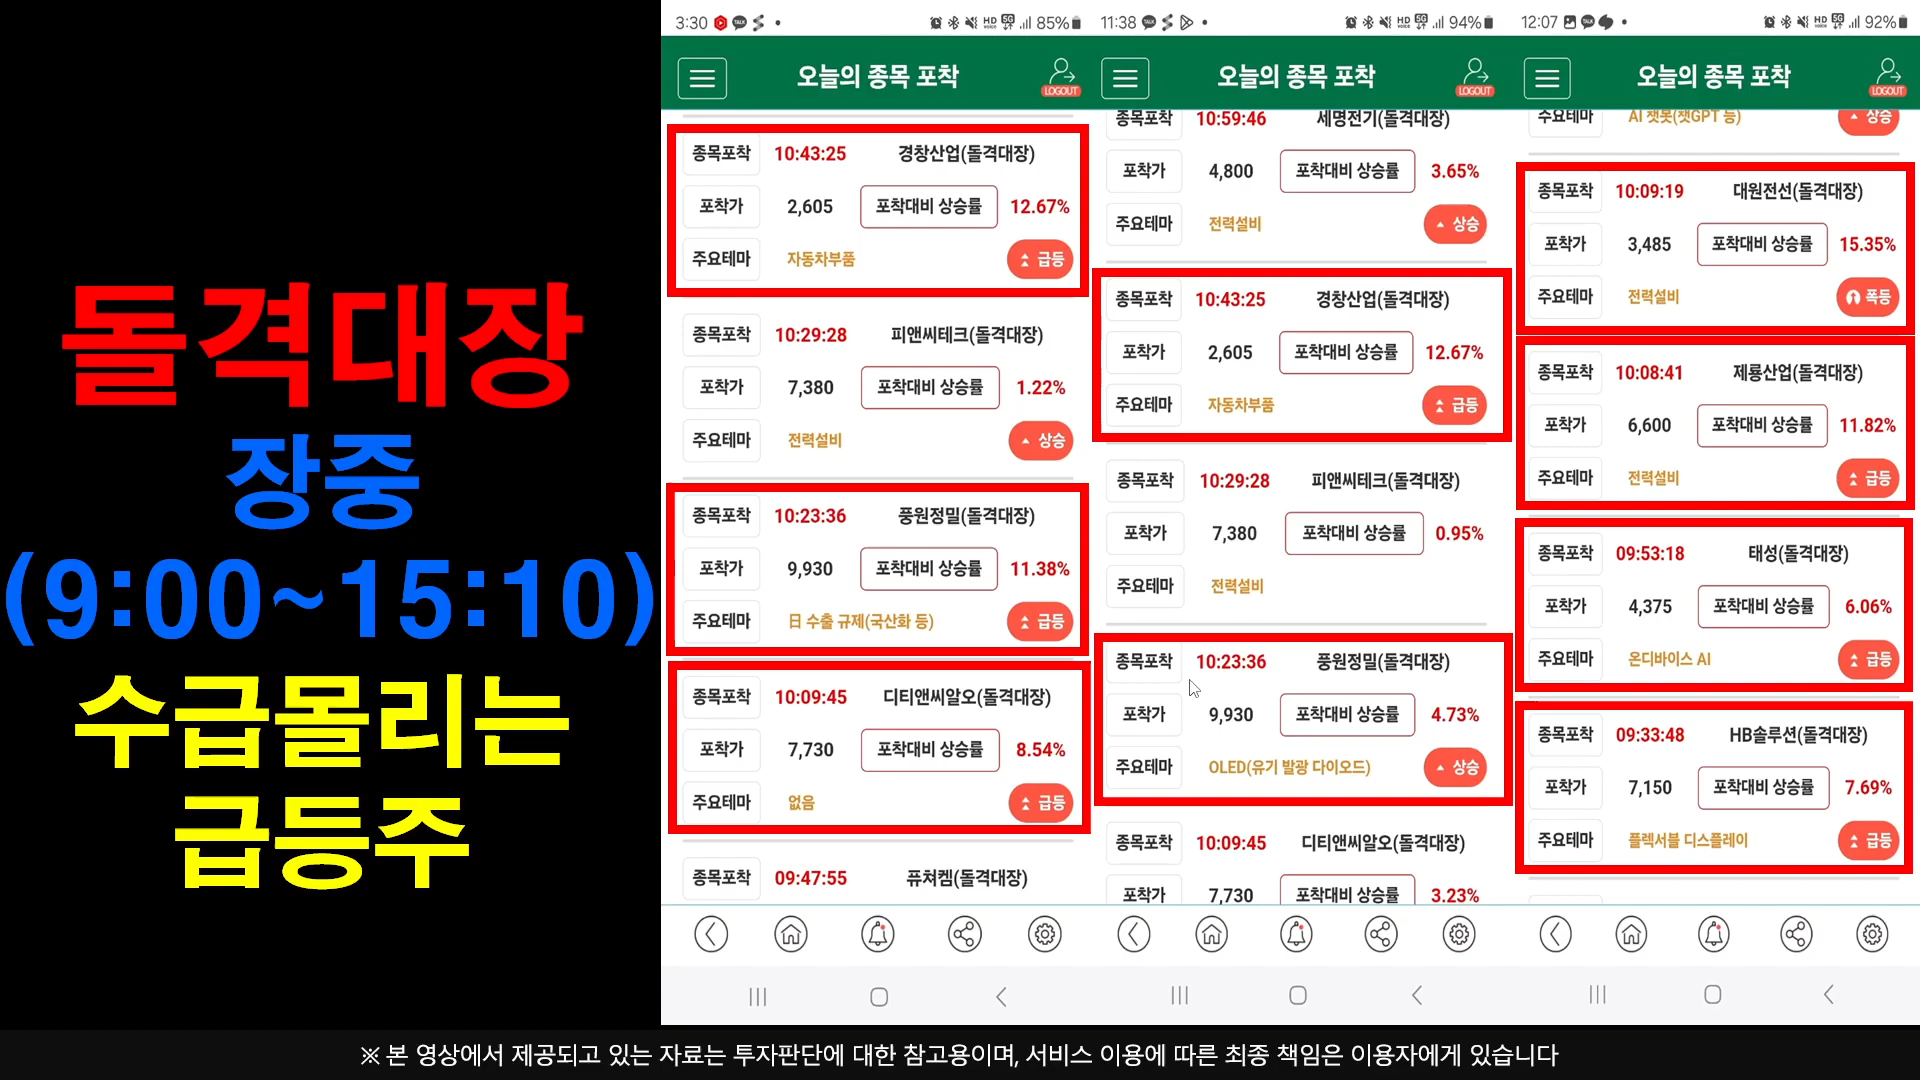 돌격대장
장중
(9:00~15:10)
수급몰리는
급등주
3:30 85%
오늘의 종목 포착
LOGOUT
종목포착 10:43:25 경창산업(돌격대장)
포착가 2,605 포착대비 상승률 12.67%
주요테마 자동차부품 급등
종목포착 10:29:28 피앤씨테크(돌격대장)
포착가 7,380 포착대비 상승률 1.22%
주요테마 전력설비 상승
종목포착 10:23:36 풍원정밀(돌격대장)
포착가 9,930 포착대비 상승률 11.38%
주요테마 日 수출 규제(국산화 등) 급등
종목포착 10:09:45 디티앤씨알오(돌격대장)
포착가 7,730 포착대비 상승률 8.54%
주요테마 없음 급등
종목포착 09:47:55 퓨쳐켐(돌격대장)
11:38 94%
오늘의 종목 포착
LOGOUT
종목포착 10:59:46 세명전기(돌격대장)
포착가 4,800 포착대비 상승률 3.65%
주요테마 전력설비 상승
종목포착 10:43:25 경창산업(돌격대장)
포착가 2,605 포착대비 상승률 12.67%
주요테마 자동차부품 급등
종목포착 10:29:28 피앤씨테크(돌격대장)
포착가 7,380 포착대비 상승률 0.95%
주요테마 전력설비
종목포착 10:23:36 풍원정밀(돌격대장)
포착가 9,930 포착대비 상승률 4.73%
주요테마 OLED(유기 발광 다이오드) 상승
종목포착 10:09:45 디티앤씨알오(돌격대장)
포착가 7,730 포착대비 상승률 3.23%
12:07 92%
오늘의 종목 포착
LOGOUT
주요테마 AI 챗봇(챗GPT 등) 상승
종목포착 10:09:19 대원전선(돌격대장)
포착가 3,485 포착대비 상승률 15.35%
주요테마 전력설비 폭등
종목포착 10:08:41 제룡산업(돌격대장)
포착가 6,600 포착대비 상승률 11.82%
주요테마 전력설비 급등
종목포착 09:53:18 태성(돌격대장)
포착가 4,375 포착대비 상승률 6.06%
주요테마 온디바이스 AI 급등
종목포착 09:33:48 HB솔루션(돌격대장)
포착가 7,150 포착대비 상승률 7.69%
주요테마 플렉서블 디스플레이 급등
※ 본 영상에서 제공되고 있는 자료는 투자판단에 대한 참고용이며, 서비스 이용에 따른 최종 책임은 이용자에게 있습니다